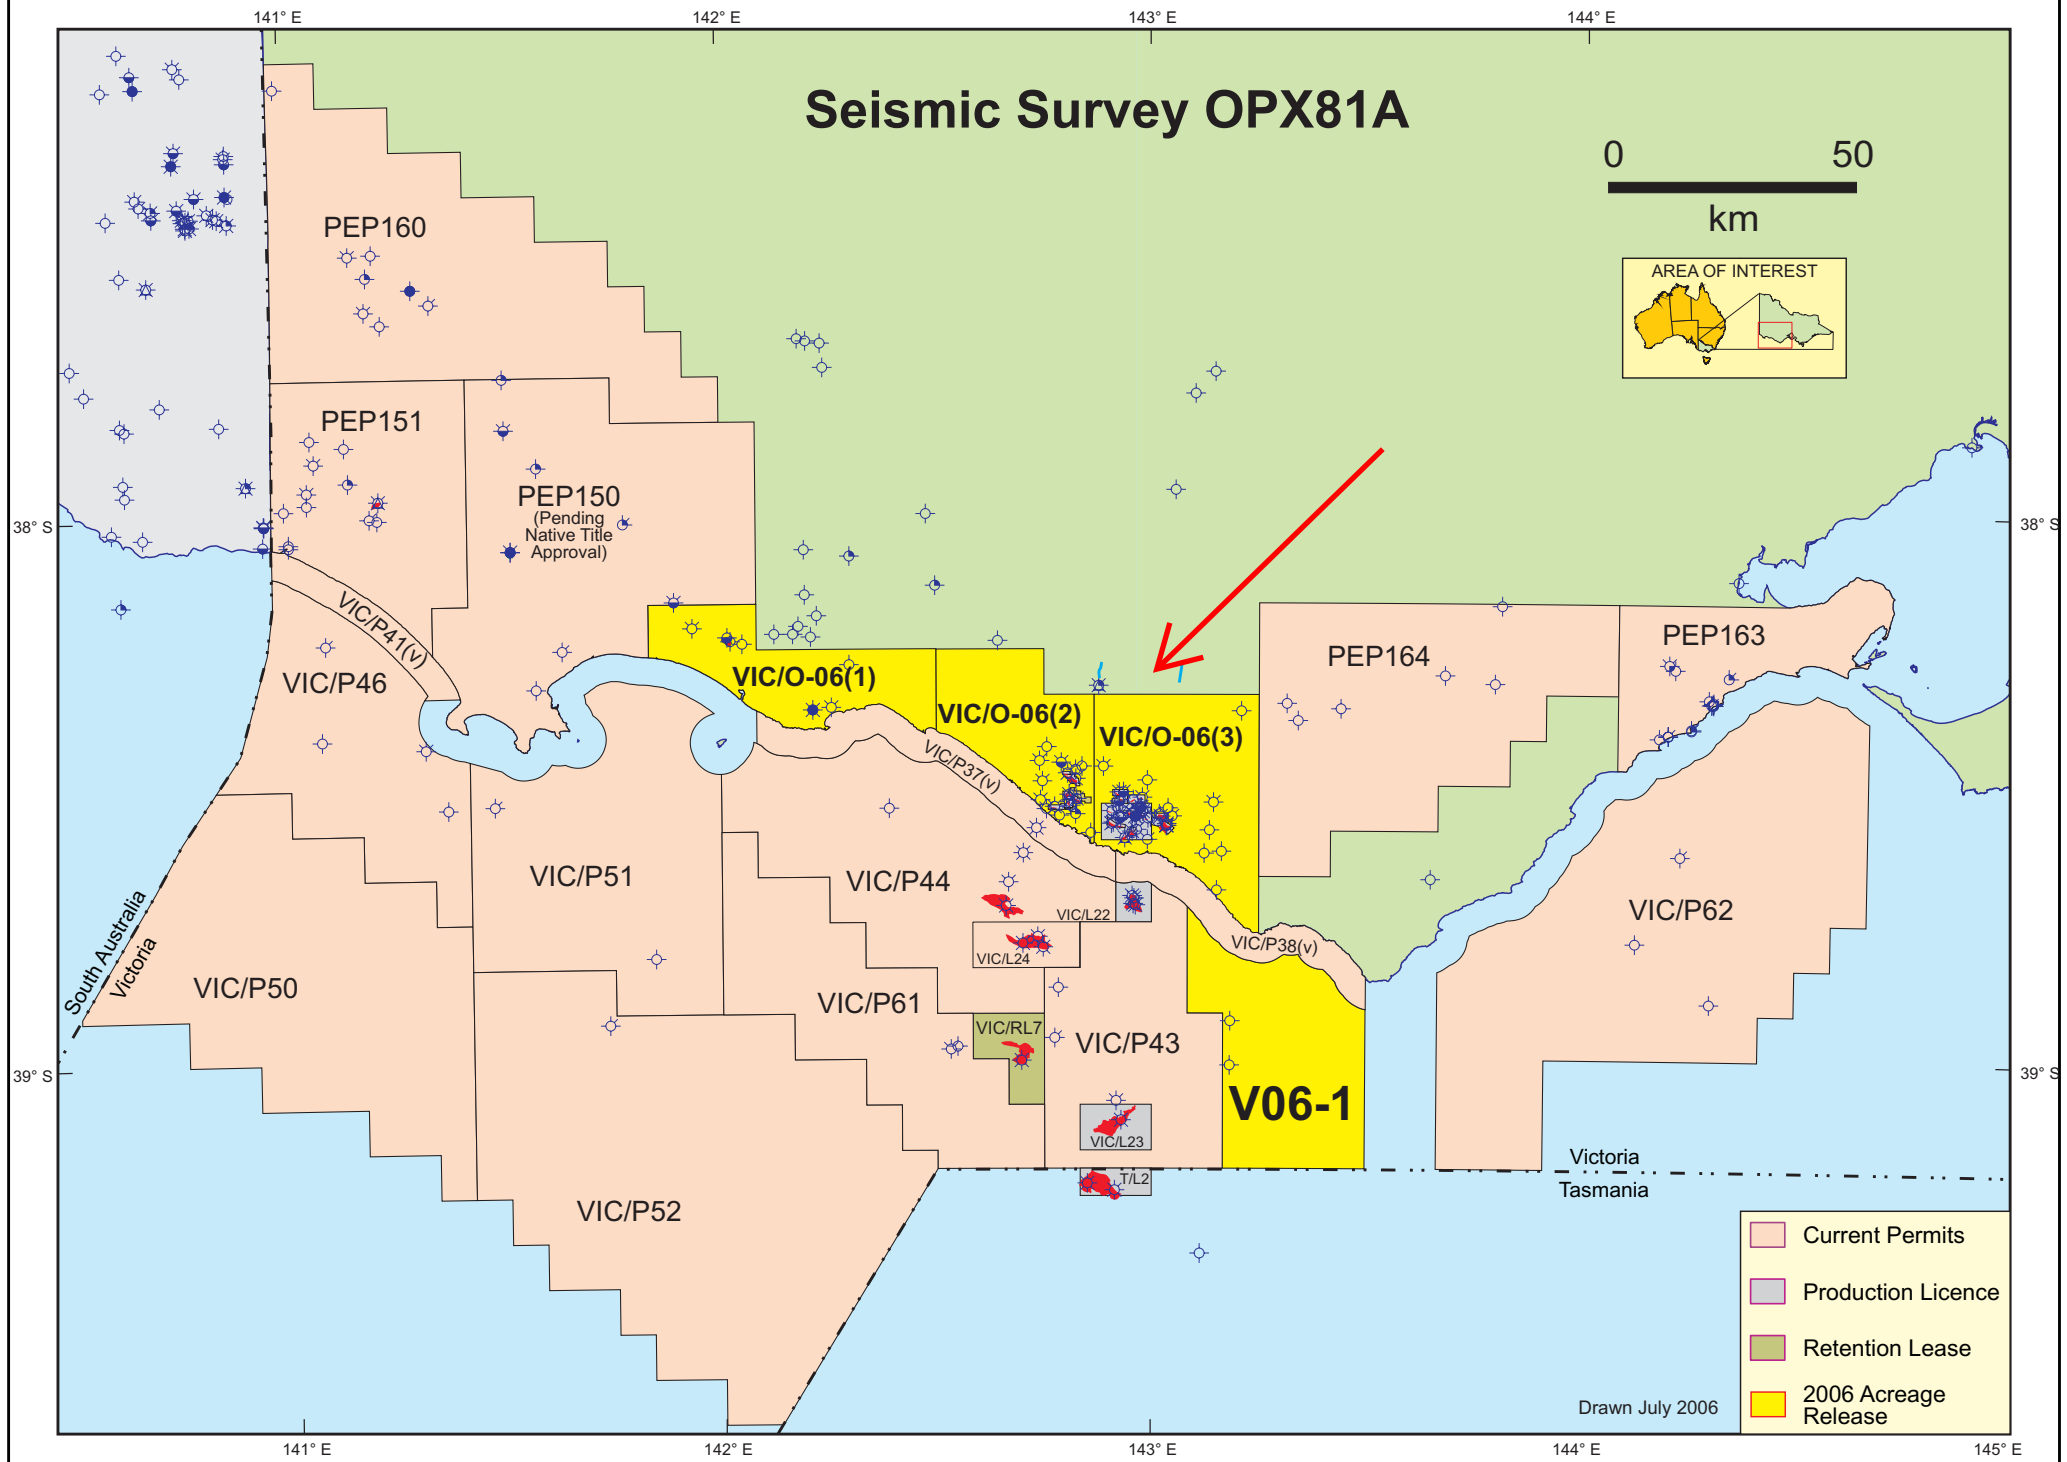 141° E
142° E
143° E
144° E
Seismic Survey OPX81A
0
50
km
AREA OF INTEREST
PEP160
PEP151
PEP150
(Pending
Native Title
Approval)
38° S
38° S
VIC/P41(v)
VIC/P46
VIC/O-06(1)
VIC/O-06(2)
VIC/O-06(3)
PEP164
PEP163
VIC/P37(v)
VIC/P51
VIC/P44
VIC/L22
VIC/P62
VIC/P38(v)
VIC/L24
South Australia
Victoria
VIC/P50
VIC/P61
VIC/RL7
VIC/P43
39° S
39° S
V06-1
VIC/L23
T/L2
Victoria
Tasmania
VIC/P52
Current Permits
Production Licence
Retention Lease
2006 Acreage
Release
Drawn July 2006
141° E
142° E
143° E
144° E
145° E